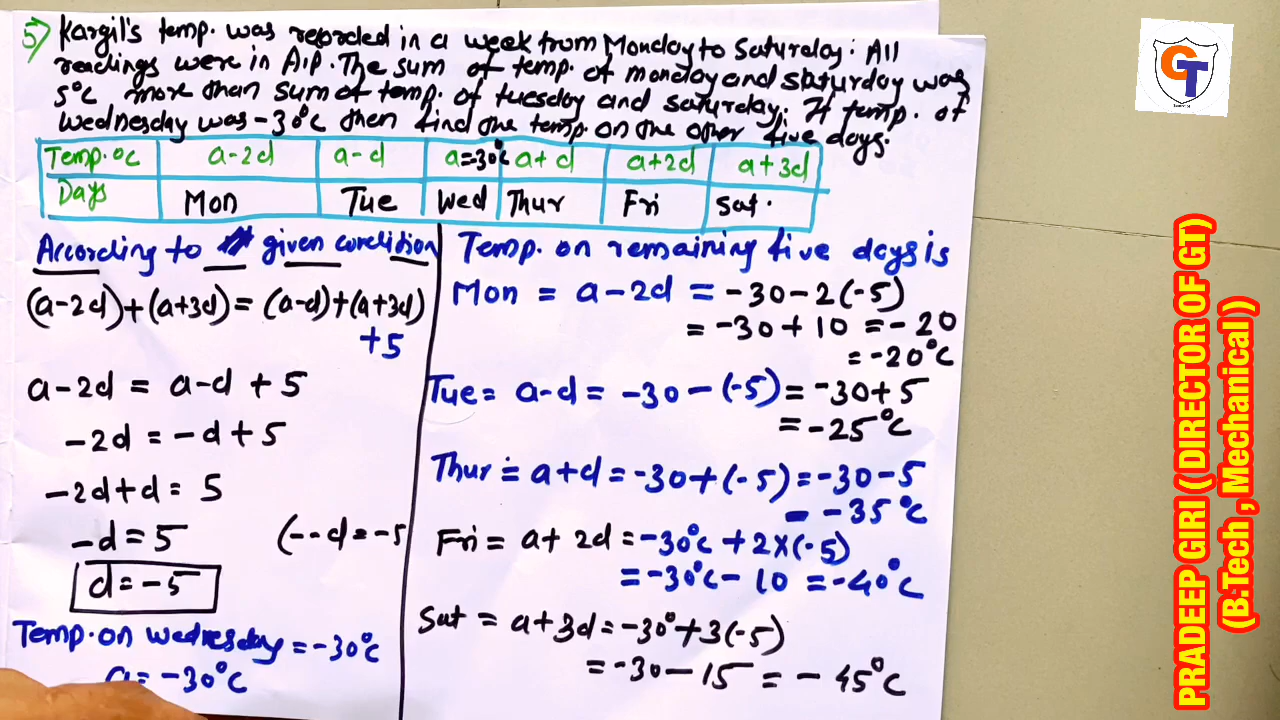 5) Kargil's temp. was recorded in a week from Monday to Saturday. All
readings were in A.P. The sum of temp. of monday and saturday was
5°C more than sum of temp. of tuesday and saturday. If temp. of
Wednesday was -30°C then find the temp. on the other five days.
Temp.°C a-2d a-d a=-30°C a+d a+2d a+3d
Days Mon Tue Wed Thur Fri Sat.
According to given condition
(a-2d)+(a+3d) = (a-d)+(a+3d)
+5
a-2d = a-d+5
-2d = -d+5
-2d+d = 5
-d = 5 (--d = -5
d = -5
Temp. on wednesday = -30°C
a = -30°C
Temp. on remaining five days is
Mon = a-2d = -30-2(-5)
= -30+10 = -20
= -20°C
Tue = a-d = -30-(-5) = -30+5
= -25°C
Thur = a+d = -30+(-5) = -30-5
= -35°C
Fri = a+2d = -30°C+2×(-5)
= -30°C-10 = -40°C
Sat = a+3d = -30°+3(-5)
= -30-15 = -45°C
GT
PRADEEP GIRI ( DIRECTOR OF GT)
(B.Tech , Mechanical )